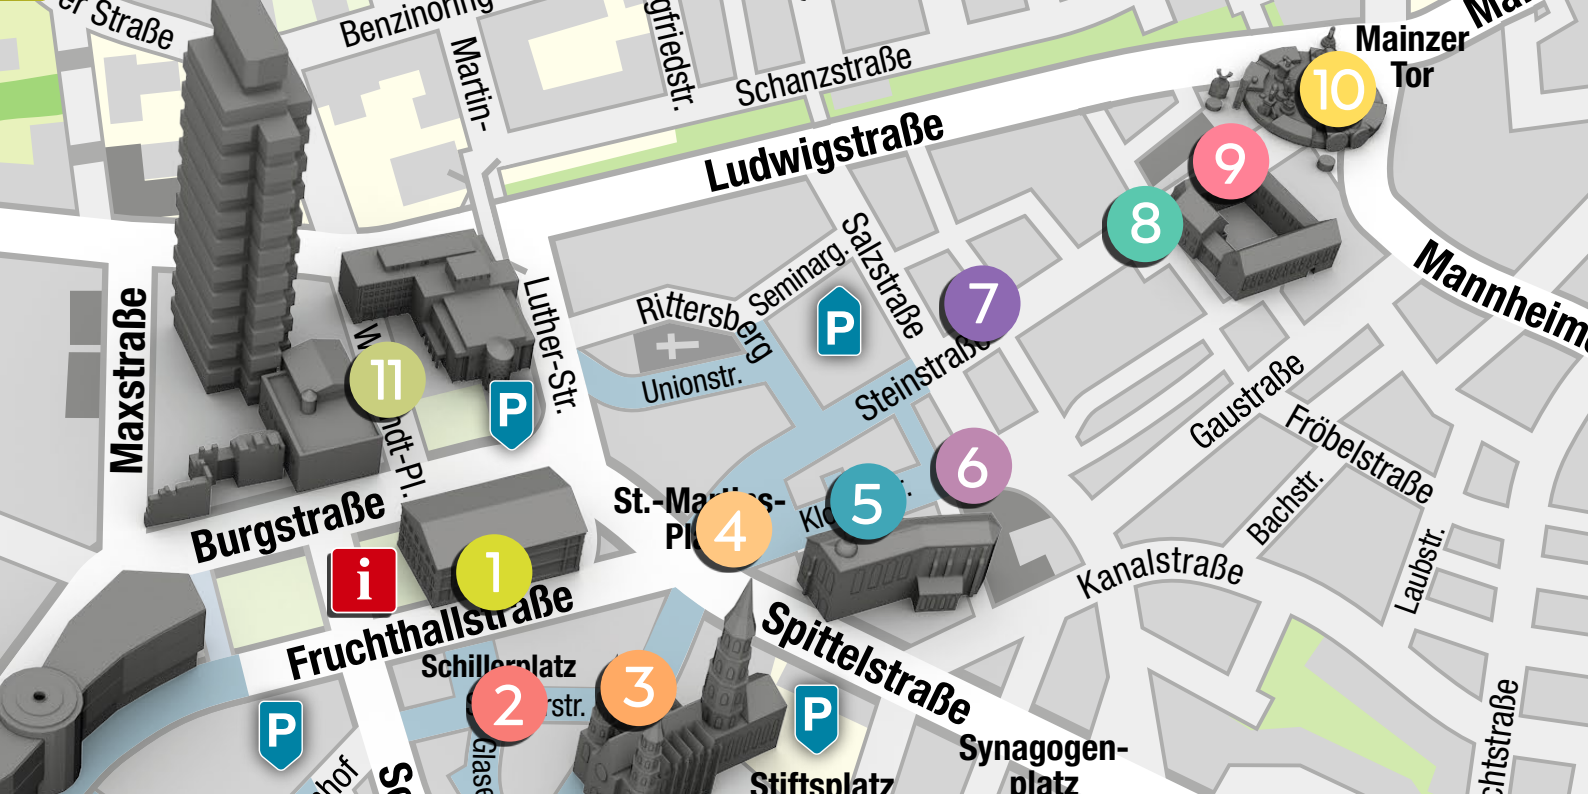 Straße
Benzinoring
Martin-
Schanzstraße
Mainzer
Tor
10
Ludwigstraße
9
8
Salzstraße
Seminarg.
7
P
Rittersberg
Unionstr.
Steinstraße
Mannheim
Maxstraße
Luther-Str.
11
P
Gaustraße
Fröbelstraße
Bachstr.
Laubstr.
Burgstraße
6
5
4
Kanalstraße
i
1
Fruchthallstraße
Spittelstraße
Schillerplatz
2
3
P
P
Synagogen-
platz
Stiftsplatz